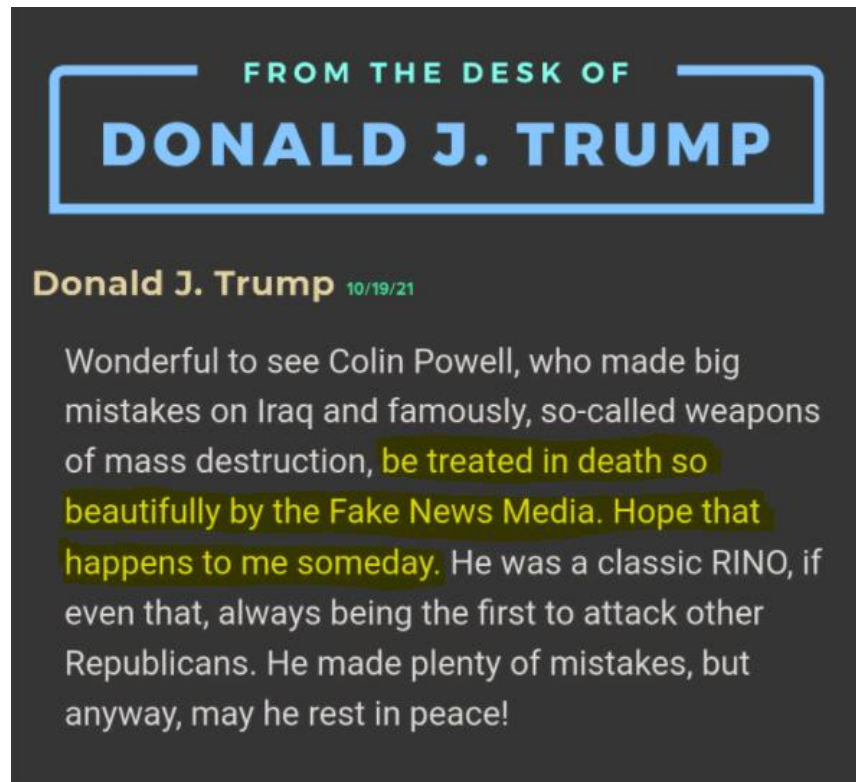 FROM THE DESK OF
DONALD J. TRUMP
Donald J. Trump 10/19/21
Wonderful to see Colin Powell, who made big
mistakes on Iraq and famously, so-called weapons
of mass destruction, be treated in death so
beautifully by the Fake News Media. Hope that
happens to me someday. He was a classic RINO, if
even that, always being the first to attack other
Republicans. He made plenty of mistakes, but
anyway, may he rest in peace!